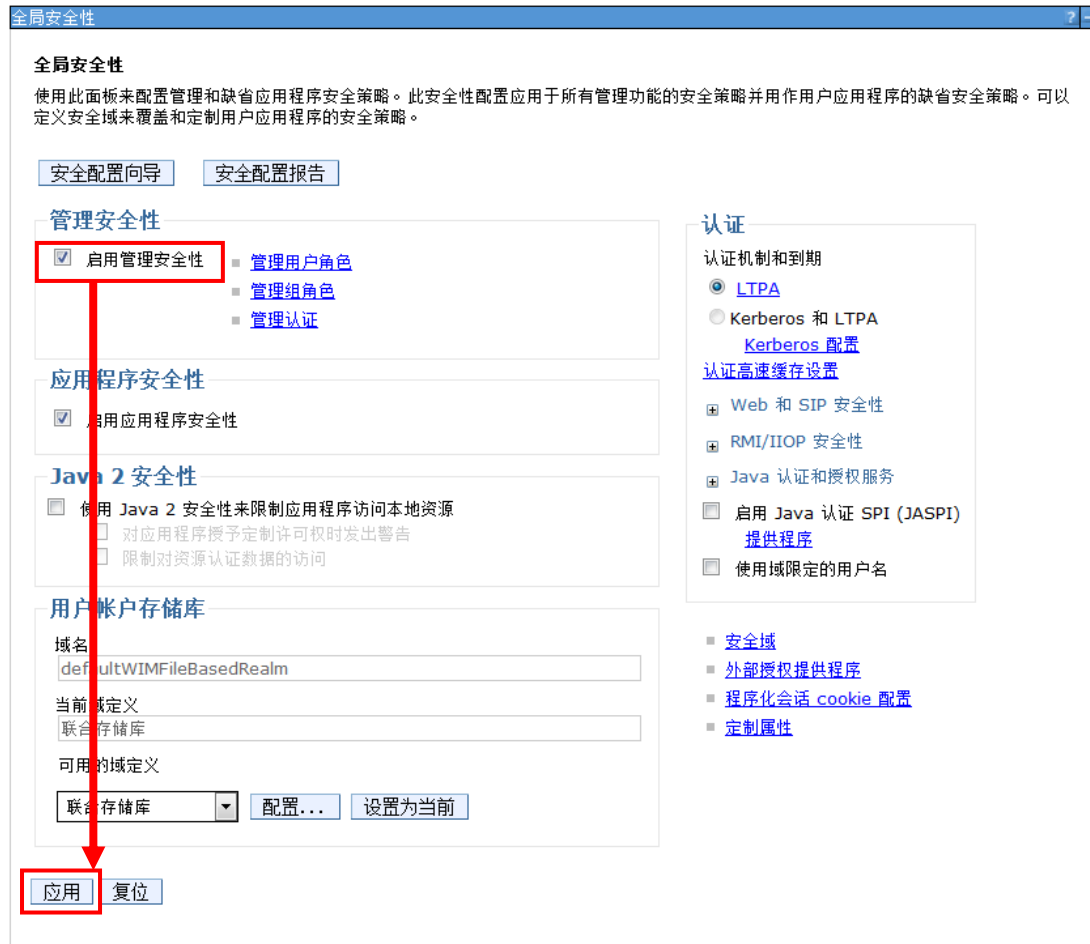 全局安全性
?
全局安全性
使用此面板来配置管理和缺省应用程序安全策略。此安全性配置应用于所有管理功能的安全策略并用作用户应用程序的缺省安全策略。可以
定义安全域来覆盖和定制用户应用程序的安全策略。
安全配置向导 安全配置报告
管理安全性
启用管理安全性
管理用户角色
管理组角色
管理认证
应用程序安全性
启用应用程序安全性
Java 2 安全性
使用 Java 2 安全性来限制应用程序访问本地资源
对应用程序授予定制许可权时发出警告
限制对资源认证数据的访问
用户帐户存储库
域名
defaultWIMFileBasedRealm
当前域定义
联合存储库
可用的域定义
联合存储库 配置... 设置为当前
应用 复位
认证
认证机制和到期
LTPA
Kerberos 和 LTPA
Kerberos 配置
认证高速缓存设置
Web 和 SIP 安全性
RMI/IIOP 安全性
Java 认证和授权服务
启用 Java 认证 SPI (JASPI)
提供程序
使用域限定的用户名
安全域
外部授权提供程序
程序化会话 cookie 配置
定制属性